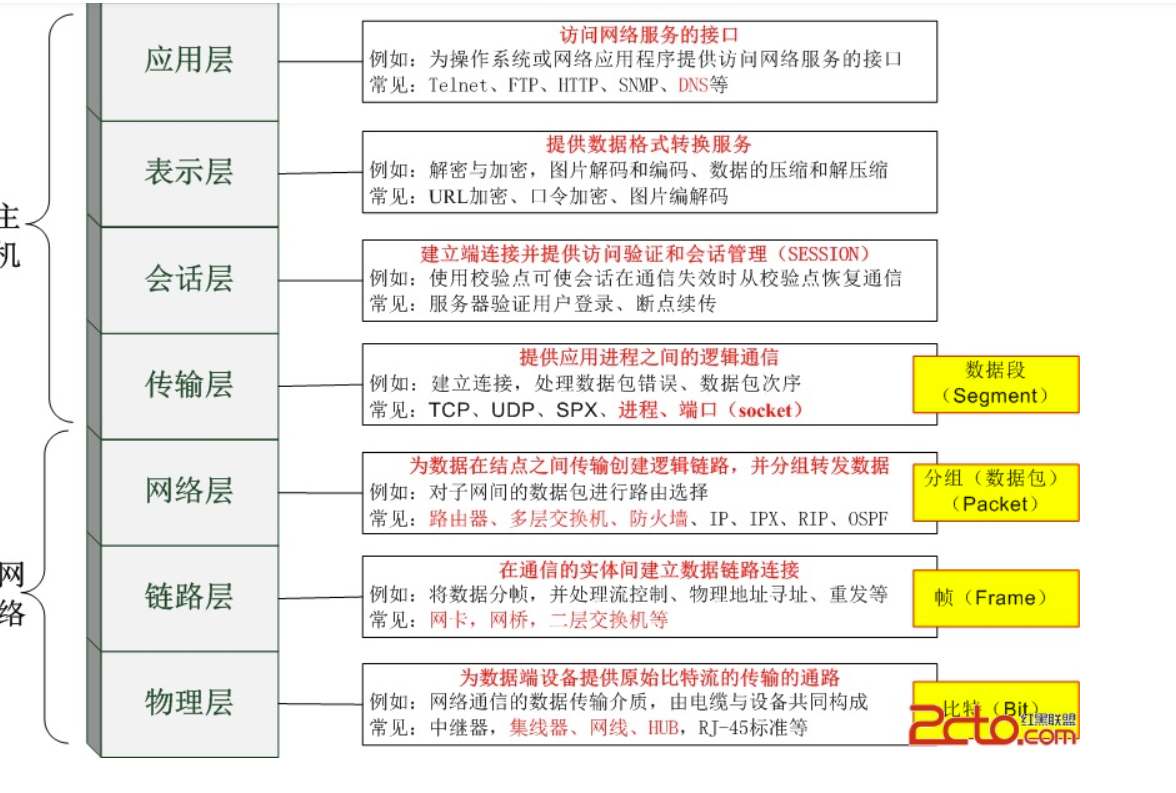 应用层
访问网络服务的接口
例如：为操作系统或网络应用程序提供访问网络服务的接口
常见：Telnet、FTP、HTTP、SNMP、DNS等
表示层
提供数据格式转换服务
例如：解密与加密，图片解码和编码、数据的压缩和解压缩
常见：URL加密、口令加密、图片编解码
主
机
会话层
建立端连接并提供访问验证和会话管理（SESSION）
例如：使用校验点可使会话在通信失效时从校验点恢复通信
常见：服务器验证用户登录、断点续传
传输层
提供应用进程之间的逻辑通信
例如：建立连接，处理数据包错误、数据包次序
常见：TCP、UDP、SPX、进程、端口（socket）
数据段
（Segment）
网络层
为数据在结点之间传输创建逻辑链路，并分组转发数据
例如：对子网间的数据包进行路由选择
常见：路由器、多层交换机、防火墙、IP、IPX、RIP、OSPF
分组（数据包）
（Packet）
网
络
链路层
在通信的实体间建立数据链路连接
例如：将数据分帧，并处理流控制、物理地址寻址、重发等
常见：网卡，网桥，二层交换机等
帧（Frame）
物理层
为数据端设备提供原始比特流的传输的通路
例如：网络通信的数据传输介质，由电缆与设备共同构成
常见：中继器，集线器、网线、HUB，RJ-45标准等
比特（Bit）
2cto.com
红黑联盟